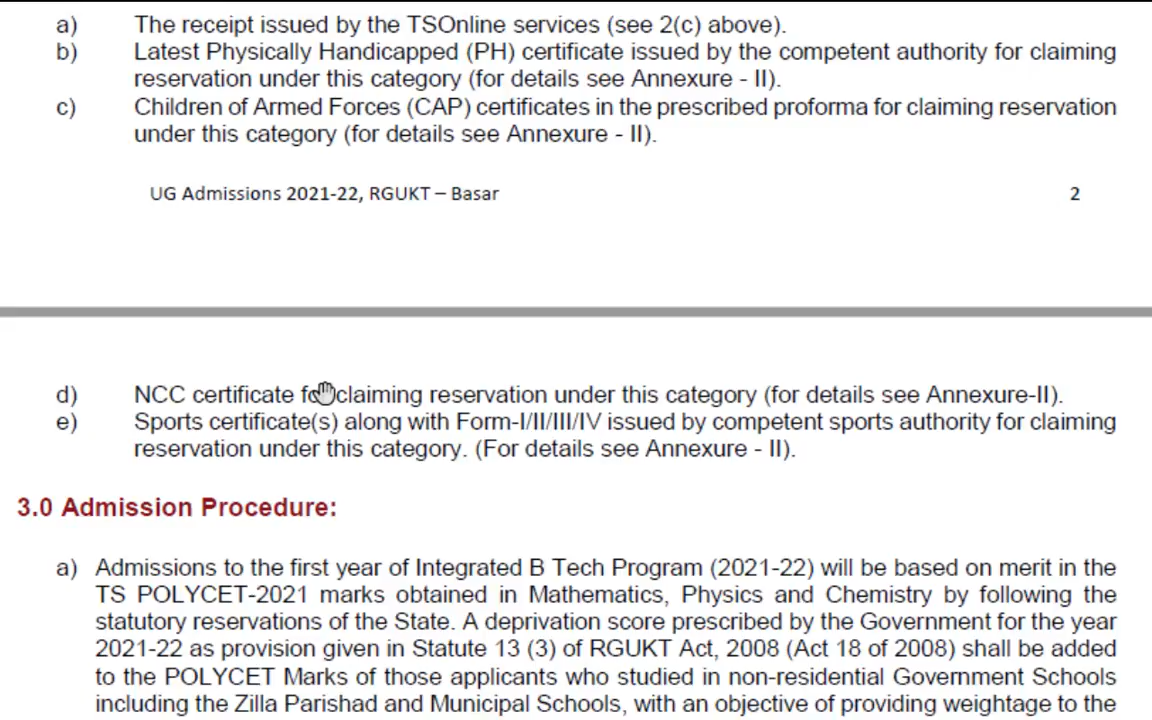 a) The receipt issued by the TSOnline services (see 2(c) above).
b) Latest Physically Handicapped (PH) certificate issued by the competent authority for claiming
reservation under this category (for details see Annexure - II).
c) Children of Armed Forces (CAP) certificates in the prescribed proforma for claiming reservation
under this category (for details see Annexure - II).
UG Admissions 2021-22, RGUKT – Basar 2
d) NCC certificate for claiming reservation under this category (for details see Annexure-II).
e) Sports certificate(s) along with Form-I/II/III/IV issued by competent sports authority for claiming
reservation under this category. (For details see Annexure - II).
3.0 Admission Procedure:
a) Admissions to the first year of Integrated B Tech Program (2021-22) will be based on merit in the
TS POLYCET-2021 marks obtained in Mathematics, Physics and Chemistry by following the
statutory reservations of the State. A deprivation score prescribed by the Government for the year
2021-22 as provision given in Statute 13 (3) of RGUKT Act, 2008 (Act 18 of 2008) shall be added
to the POLYCET Marks of those applicants who studied in non-residential Government Schools
including the Zilla Parishad and Municipal Schools, with an objective of providing weightage to the